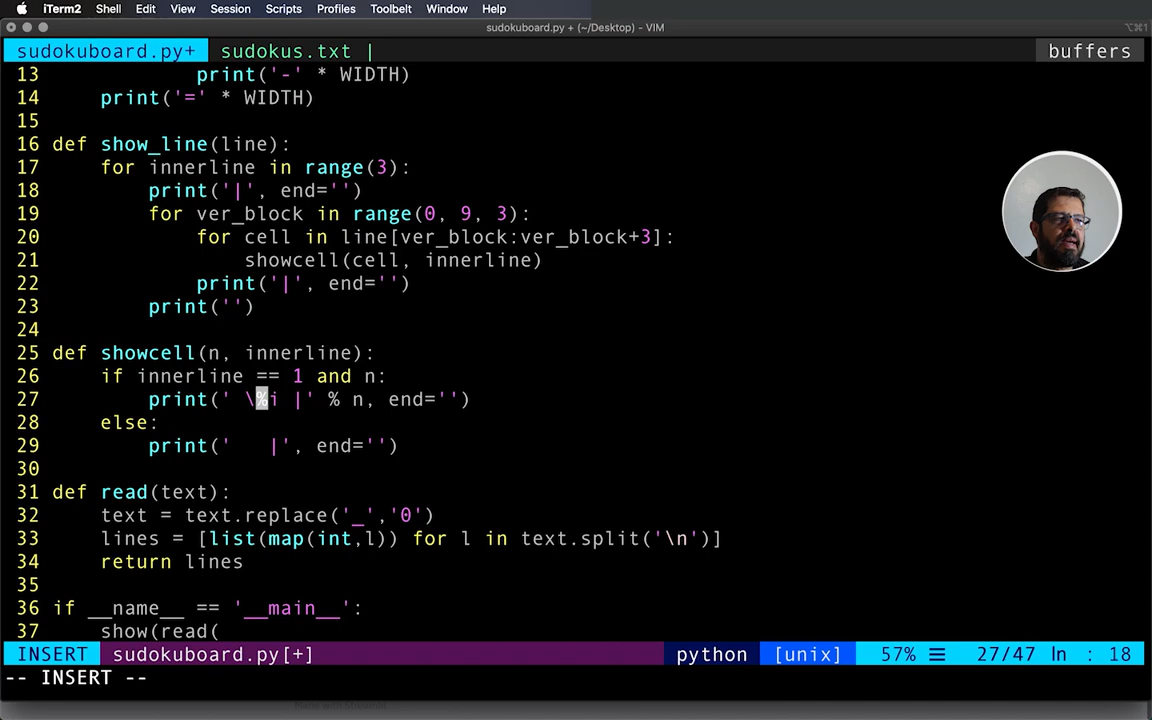 iTerm2 Shell Edit View Session Scripts Profiles Toolbelt Window Help
sudokuboard.py + (~/Desktop) - VIM ⌥⌘1
sudokuboard.py+ sudokus.txt | buffers
13             print('-' * WIDTH)
14     print('=' * WIDTH)
15
16 def show_line(line):
17     for innerline in range(3):
18         print('|', end='')
19         for ver_block in range(0, 9, 3):
20             for cell in line[ver_block:ver_block+3]:
21                 showcell(cell, innerline)
22             print('|', end='')
23         print('')
24
25 def showcell(n, innerline):
26     if innerline == 1 and n:
27         print(' \%i |' % n, end='')
28     else:
29         print('   |', end='')
30
31 def read(text):
32     text = text.replace('_','0')
33     lines = [list(map(int,l)) for l in text.split('\n')]
34     return lines
35
36 if __name__ == '__main__':
37     show(read(
INSERT sudokuboard.py[+] python [unix] 57% ☰ 27/47 ln : 18
-- INSERT --